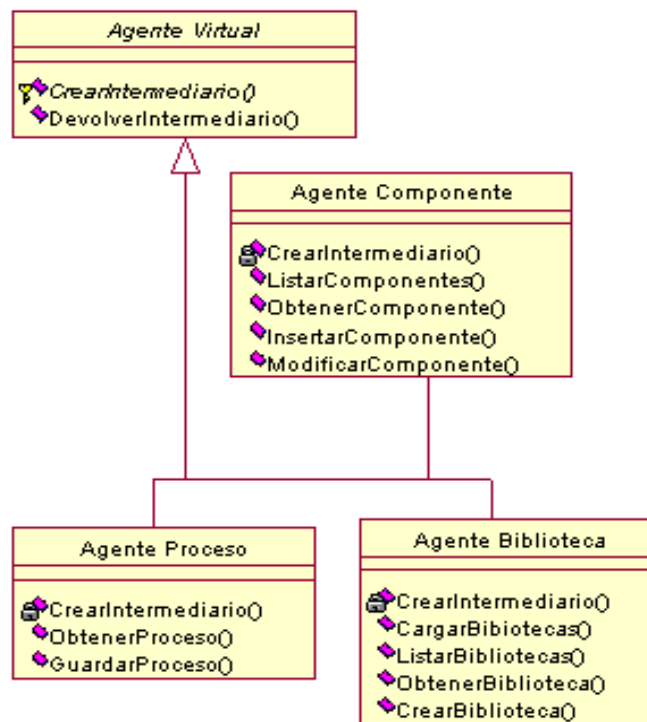 Agente Virtual
CrearIntermediario()
DevolverIntermediario()
Agente Componente
CrearIntermediario()
ListarComponentes()
ObtenerComponente()
InsertarComponente()
ModificarComponente()
Agente Proceso
CrearIntermediario()
ObtenerProceso()
GuardarProceso()
Agente Biblioteca
CrearIntermediario()
CargarBibiotecas()
ListarBibliotecas()
ObtenerBiblioteca()
CrearBiblioteca()